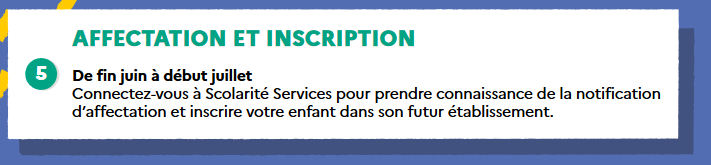 AFFECTATION ET INSCRIPTION
5
De fin juin à début juillet
Connectez-vous à Scolarité Services pour prendre connaissance de la notification
d'affectation et inscrire votre enfant dans son futur établissement.